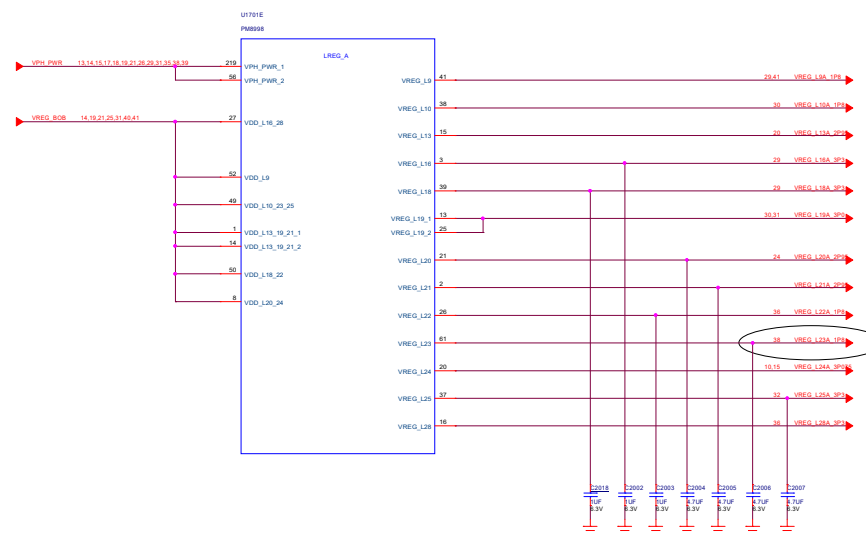 U1701E
PM8998
LREG_A
VPH_PWR 13,14,15,17,18,19,21,26,29,31,35,38,39
219 VPH_PWR_1
56 VPH_PWR_2
VREG_BOB 14,19,21,25,31,40,41
27 VDD_L16_28
52 VDD_L9
49 VDD_L10_23_25
1 VDD_L13_19_21_1
14 VDD_L13_19_21_2
50 VDD_L18_22
8 VDD_L20_24
VREG_L9 41 29,41 VREG_L9A_1P8
VREG_L10 38 30 VREG_L10A_1P8
VREG_L13 15 20 VREG_L13A_2P9
VREG_L16 3 29 VREG_L16A_3P3
VREG_L18 39 29 VREG_L18A_3P3
VREG_L19_1 13 30,31 VREG_L19A_3P0
VREG_L19_2 25
VREG_L20 21 24 VREG_L20A_2P9
VREG_L21 2 VREG_L21A_2P9
VREG_L22 26 36 VREG_L22A_1P8
VREG_L23 61 38 VREG_L23A_1P8
VREG_L24 20 10,15 VREG_L24A_3P075
VREG_L25 37 32 VREG_L25A_3P3
VREG_L28 16 36 VREG_L28A_3P3
C2018 C2002 C2003 C2004 C2005 C2006 C2007
1UF 1UF 1UF 4.7UF 4.7UF 4.7UF 4.7UF
6.3V 6.3V 6.3V 6.3V 6.3V 6.3V 6.3V